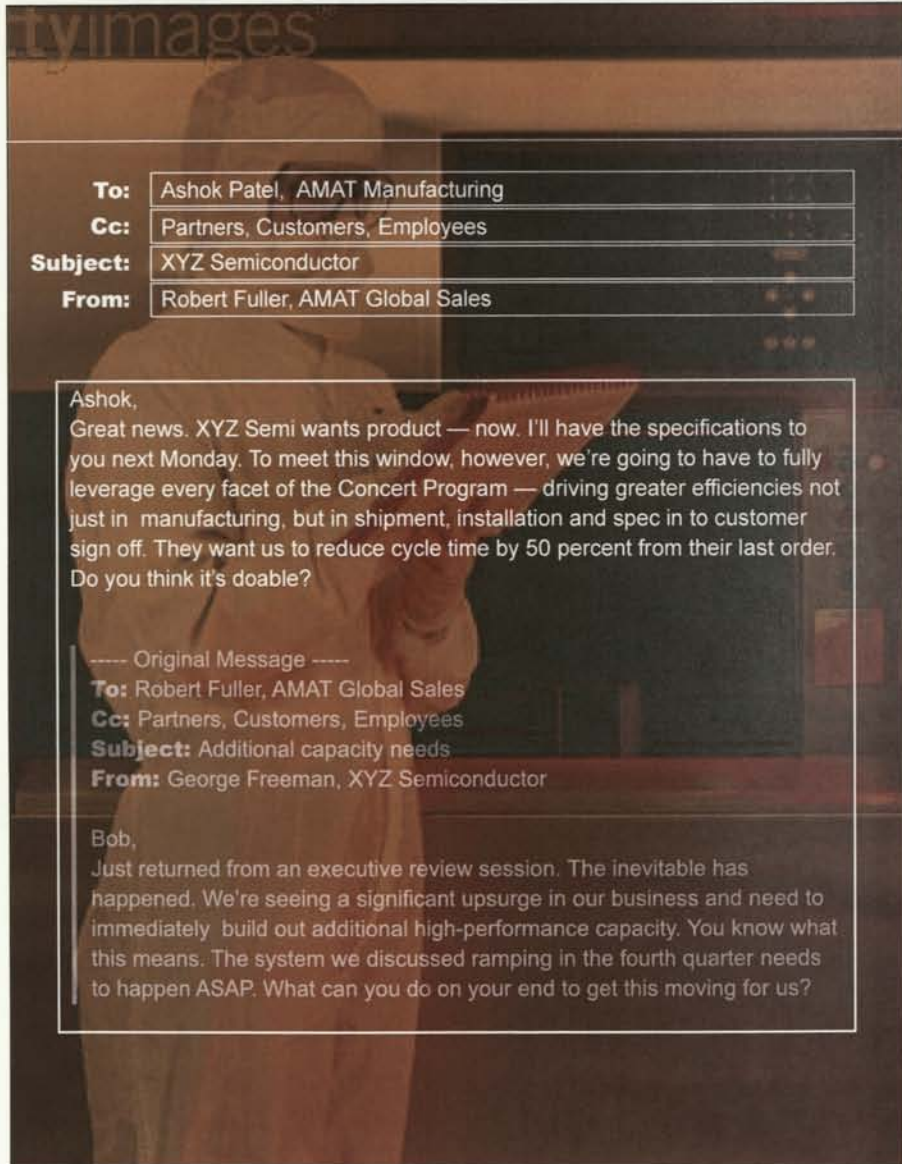 tyimages
To: Ashok Patel, AMAT Manufacturing
Cc: Partners, Customers, Employees
Subject: XYZ Semiconductor
From: Robert Fuller, AMAT Global Sales
Ashok,
Great news. XYZ Semi wants product — now. I'll have the specifications to
you next Monday. To meet this window, however, we're going to have to fully
leverage every facet of the Concert Program — driving greater efficiencies not
just in manufacturing, but in shipment, installation and spec in to customer
sign off. They want us to reduce cycle time by 50 percent from their last order.
Do you think it's doable?
----- Original Message -----
To: Robert Fuller, AMAT Global Sales
Cc: Partners, Customers, Employees
Subject: Additional capacity needs
From: George Freeman, XYZ Semiconductor
Bob,
Just returned from an executive review session. The inevitable has
happened. We're seeing a significant upsurge in our business and need to
immediately build out additional high-performance capacity. You know what
this means. The system we discussed ramping in the fourth quarter needs
to happen ASAP. What can you do on your end to get this moving for us?